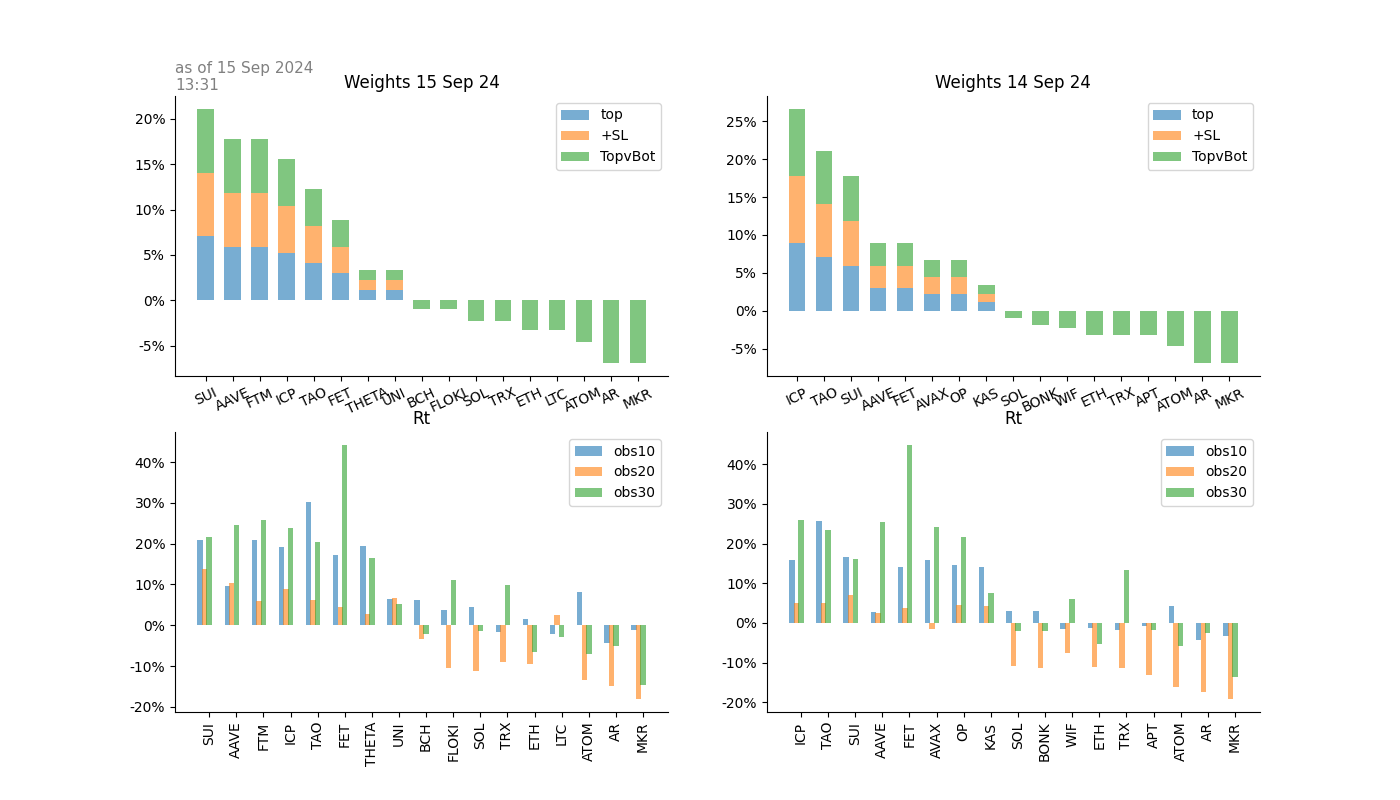 as of 15 Sep 2024
13:31
Weights 15 Sep 24
20%
15%
10%
5%
0%
-5%
top
+SL
TopvBot
SUI AAVE FTM ICP TAO FET THETA UNI BCH FLOKI SOL TRX ETH LTC ATOM AR MKR
Weights 14 Sep 24
25%
20%
15%
10%
5%
0%
-5%
top
+SL
TopvBot
ICP TAO SUI AAVE FET AVAX OP KAS SOL BONK WIF ETH TRX APT ATOM AR MKR
Rt
40%
30%
20%
10%
0%
-10%
-20%
obs10
obs20
obs30
SUI AAVE FTM ICP TAO FET THETA UNI BCH FLOKI SOL TRX ETH LTC ATOM AR MKR
Rt
40%
30%
20%
10%
0%
-10%
-20%
obs10
obs20
obs30
ICP TAO SUI AAVE FET AVAX OP KAS SOL BONK WIF ETH TRX APT ATOM AR MKR